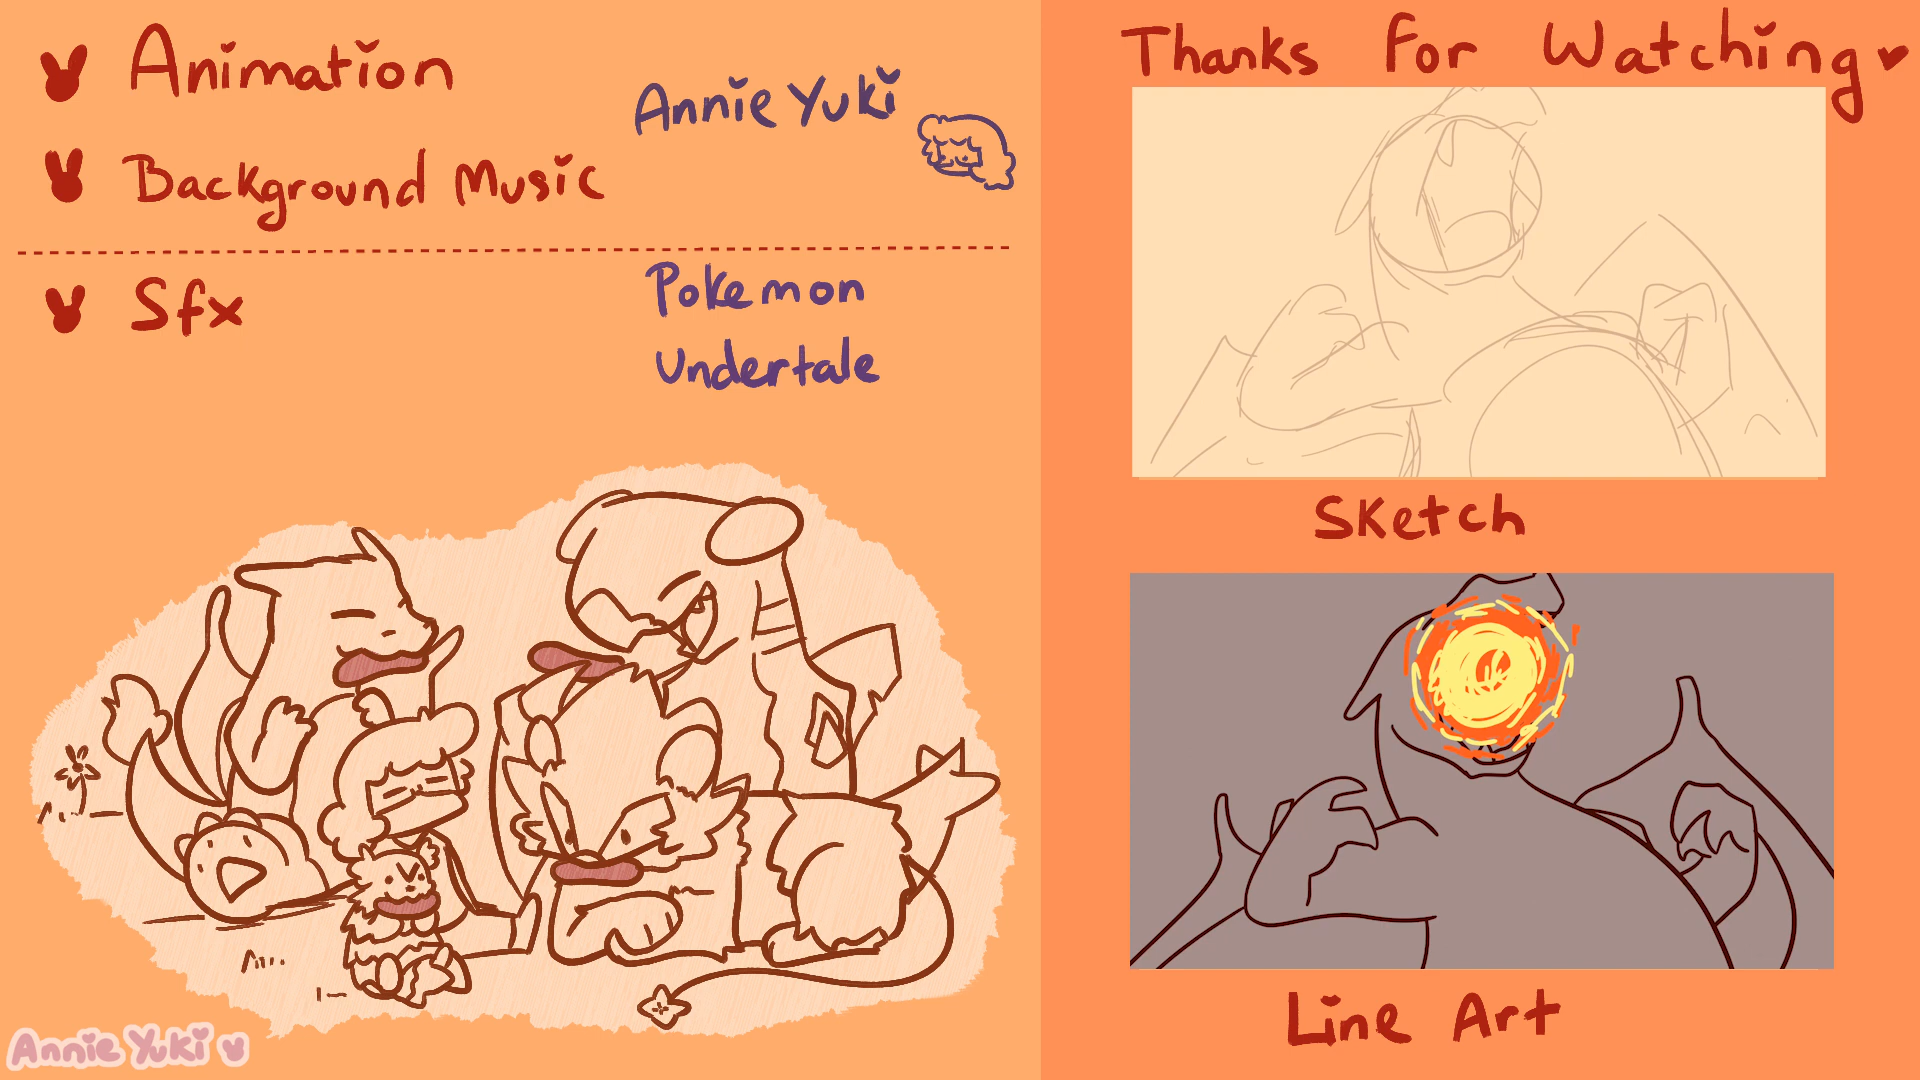 Animation
Annie Yuki
Background Music
Sfx
Pokemon
Undertale
Annie Yuki
Thanks For Watching
Sketch
Line Art